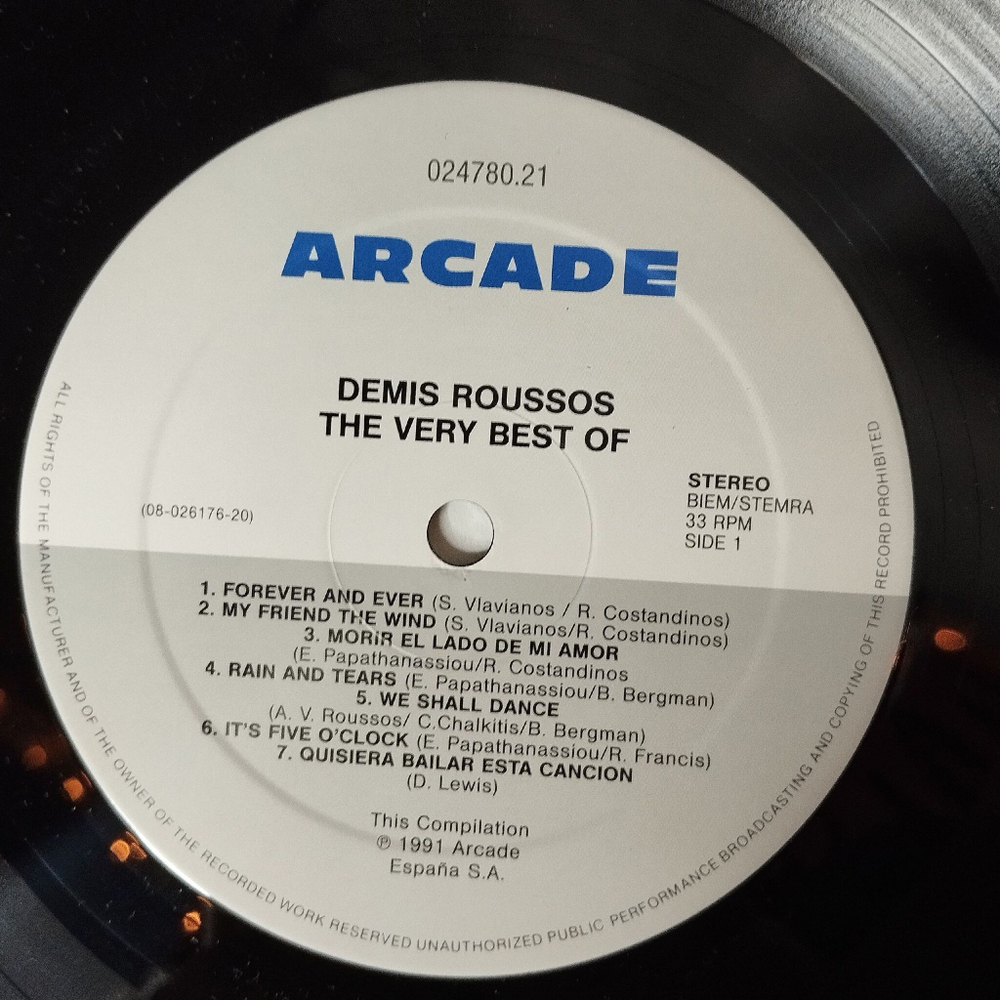 024780.21
ARCADE
DEMIS ROUSSOS
THE VERY BEST OF
(08-026176-20)
STEREO
BIEM/STEMRA
33 RPM
SIDE 1
1. FOREVER AND EVER (S. Vlavianos / R. Costandinos)
2. MY FRIEND THE WIND (S. Vlavianos/R. Costandinos)
3. MORIR EL LADO DE MI AMOR
(E. Papathanassiou/R. Costandinos
4. RAIN AND TEARS (E. Papathanassiou/B. Bergman)
5. WE SHALL DANCE
(A. V. Roussos/ C.Chalkitis/B. Bergman)
6. IT'S FIVE O'CLOCK (E. Papathanassiou/R. Francis)
7. QUISIERA BAILAR ESTA CANCION
(D. Lewis)
This Compilation
℗ 1991 Arcade
España S.A.
ALL RIGHTS OF THE MANUFACTURER AND OF THE OWNER OF THE RECORDED WORK RESERVED UNAUTHORIZED PUBLIC PERFORMANCE BROADCASTING AND COPYING OF THIS RECORD PROHIBITED